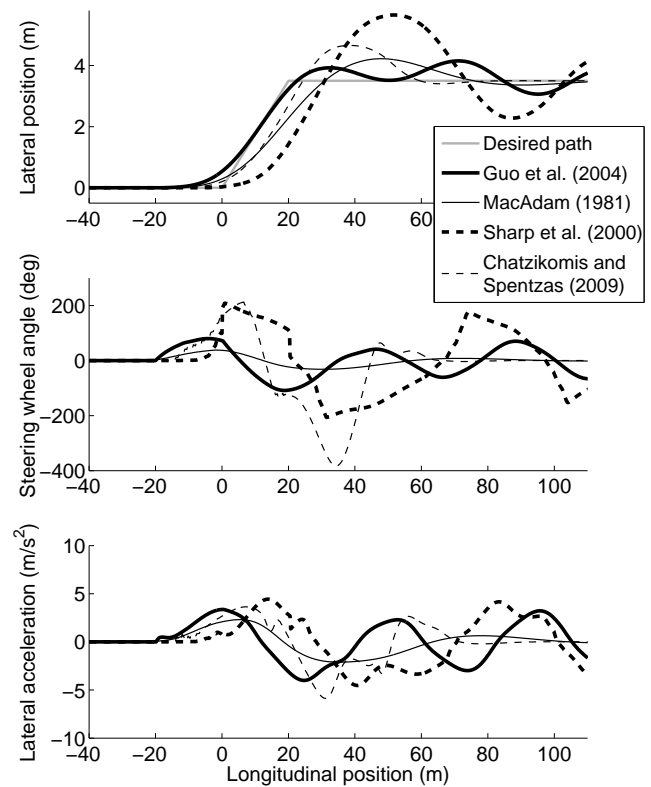 Lateral position (m)
4
2
0
−40 −20 0 20 40 60
Desired path
Guo et al. (2004)
MacAdam (1981)
Sharp et al. (2000)
Chatzikomis and
Spentzas (2009)
Steering wheel angle (deg)
200
0
−200
−400
−40 −20 0 20 40 60 80 100
Lateral acceleration (m/s²)
10
5
0
−5
−10
−40 −20 0 20 40 60 80 100
Longitudinal position (m)